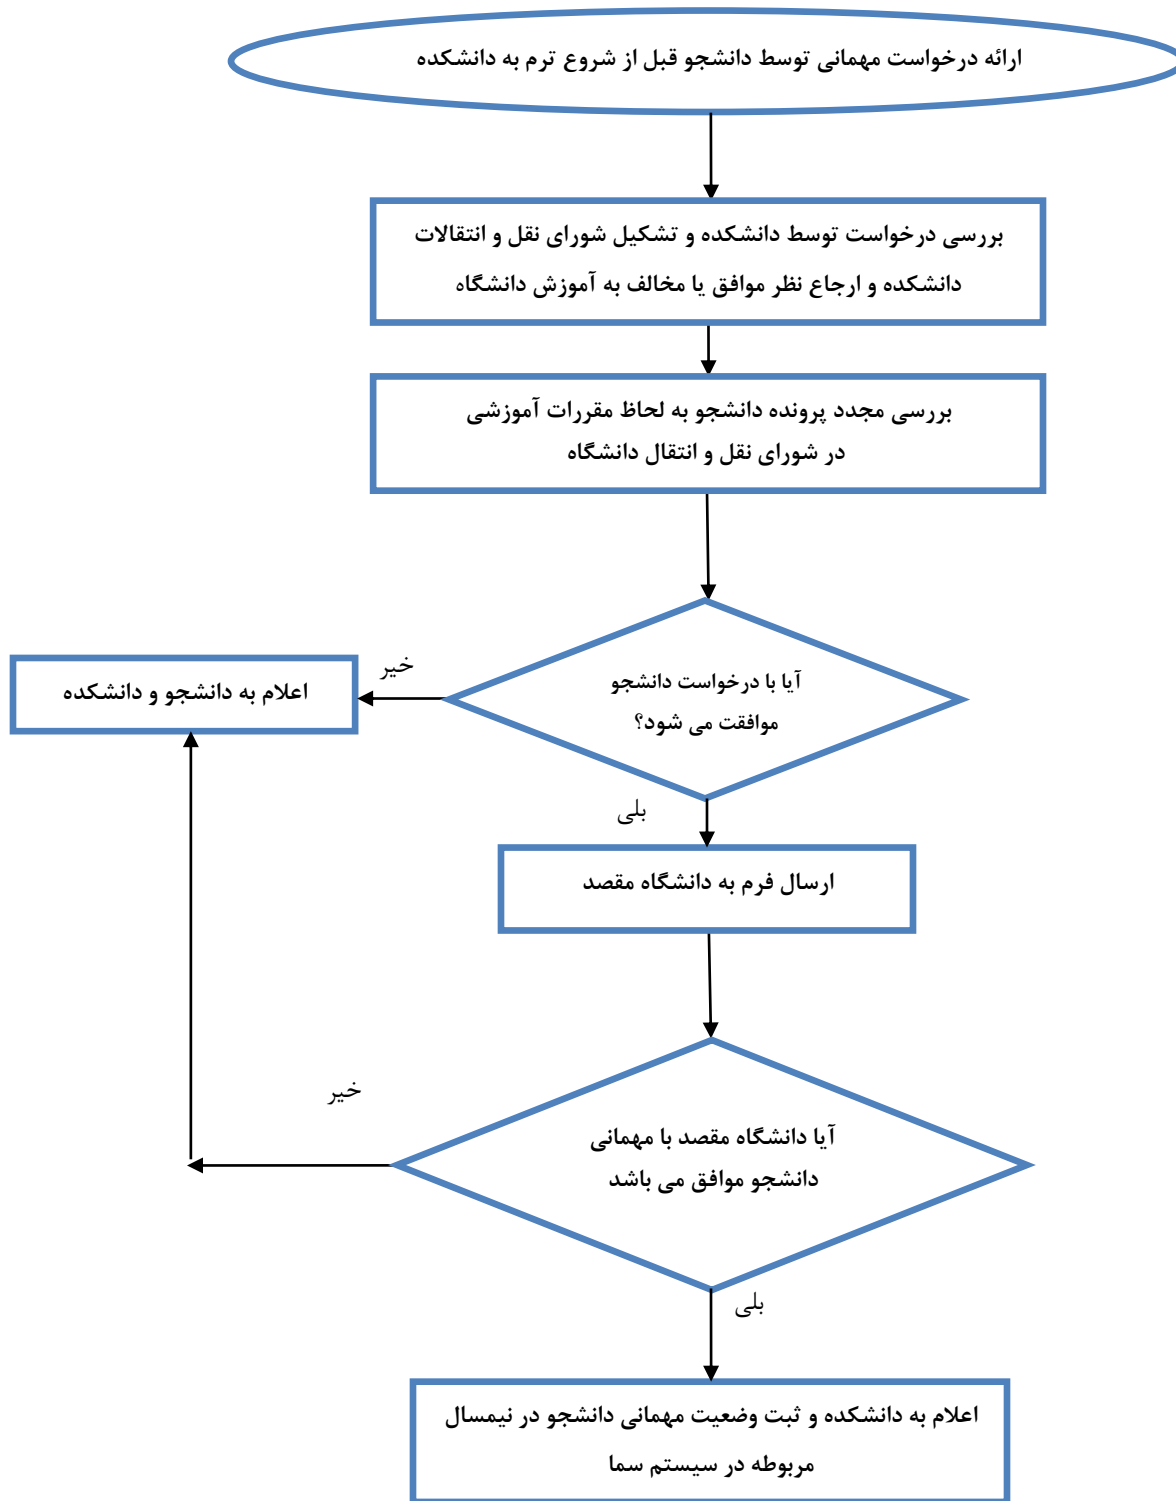 ارائه درخواست مهمانی توسط دانشجو قبل از شروع ترم به دانشکده
بررسی درخواست توسط دانشکده و تشکیل شورای نقل و انتقالات
دانشکده و ارجاع نظر موافق یا مخالف به آموزش دانشگاه
بررسی مجدد پرونده دانشجو به لحاظ مقررات آموزشی
در شورای نقل و انتقال دانشگاه
آیا با درخواست دانشجو
موافقت می شود؟
خیر
اعلام به دانشجو و دانشکده
بلی
ارسال فرم به دانشگاه مقصد
آیا دانشگاه مقصد با مهمانی
دانشجو موافق می باشد
خیر
بلی
اعلام به دانشکده و ثبت وضعیت مهمانی دانشجو در نیمسال
مربوطه در سیستم سما